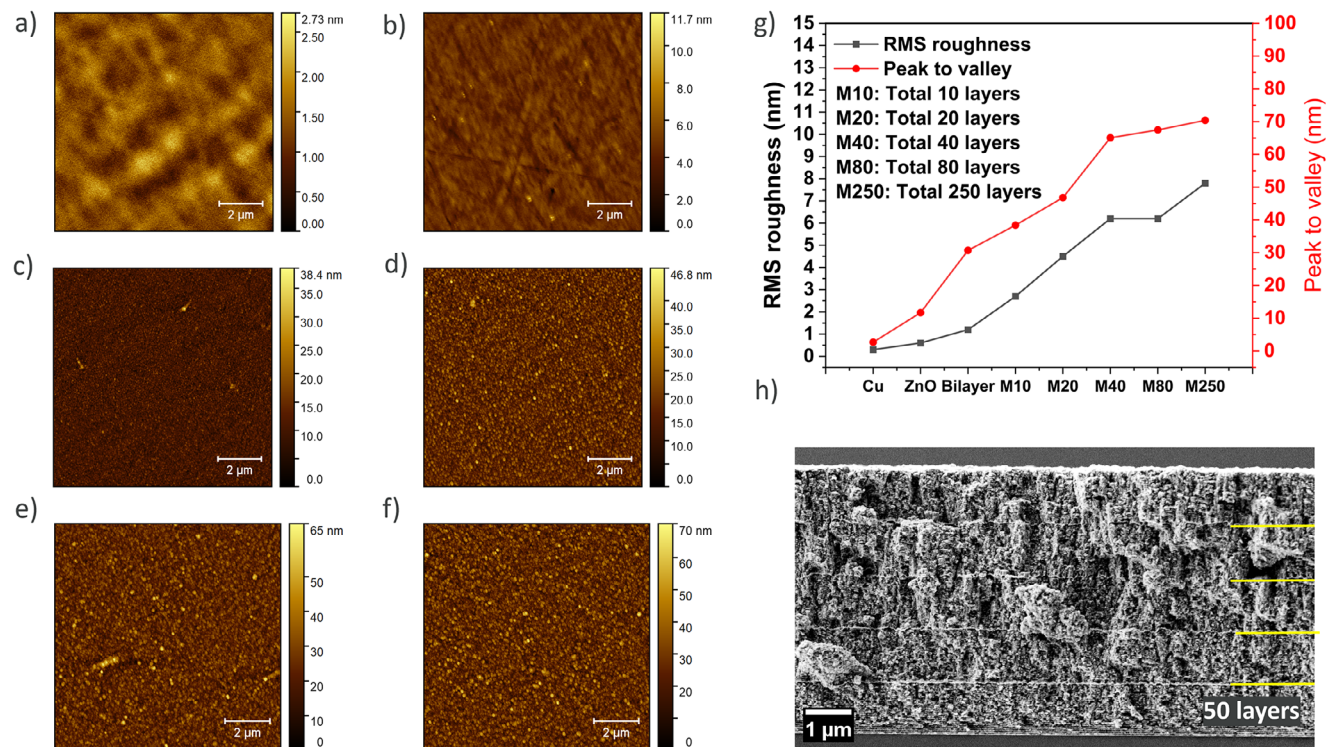 a)
2.73 nm
2.50
2.00
1.50
1.00
0.50
0.00
2 µm
b)
11.7 nm
10.0
8.0
6.0
4.0
2.0
0.0
2 µm
c)
38.4 nm
35.0
30.0
25.0
20.0
15.0
10.0
0.0
2 µm
d)
46.8 nm
40.0
35.0
30.0
25.0
20.0
15.0
10.0
0.0
2 µm
e)
65 nm
50
40
30
20
10
0
2 µm
f)
70 nm
60
50
40
30
20
10
0
2 µm
g)
RMS roughness
Peak to valley
M10: Total 10 layers
M20: Total 20 layers
M40: Total 40 layers
M80: Total 80 layers
M250: Total 250 layers
RMS roughness (nm)
15
14
13
12
11
10
9
8
7
6
5
4
3
2
1
0
Peak to valley (nm)
100
90
80
70
60
50
40
30
20
10
0
Cu ZnO Bilayer M10 M20 M40 M80 M250
h)
50 layers
1 µm